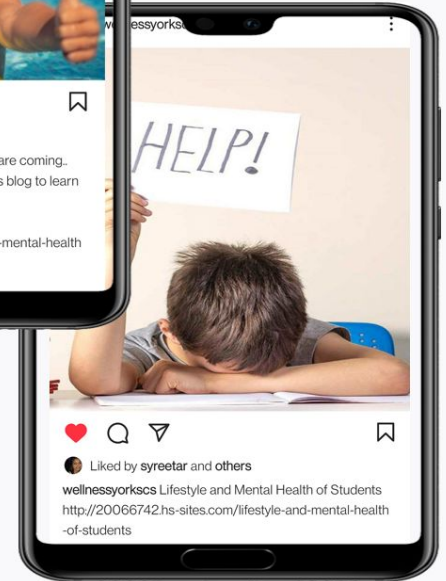 are coming..
s blog to learn
-mental-health
HELP!
Liked by syreetar and others
wellnessyorkscs Lifestyle and Mental Health of Students
http://20066742.hs-sites.com/lifestyle-and-mental-health
-of-students